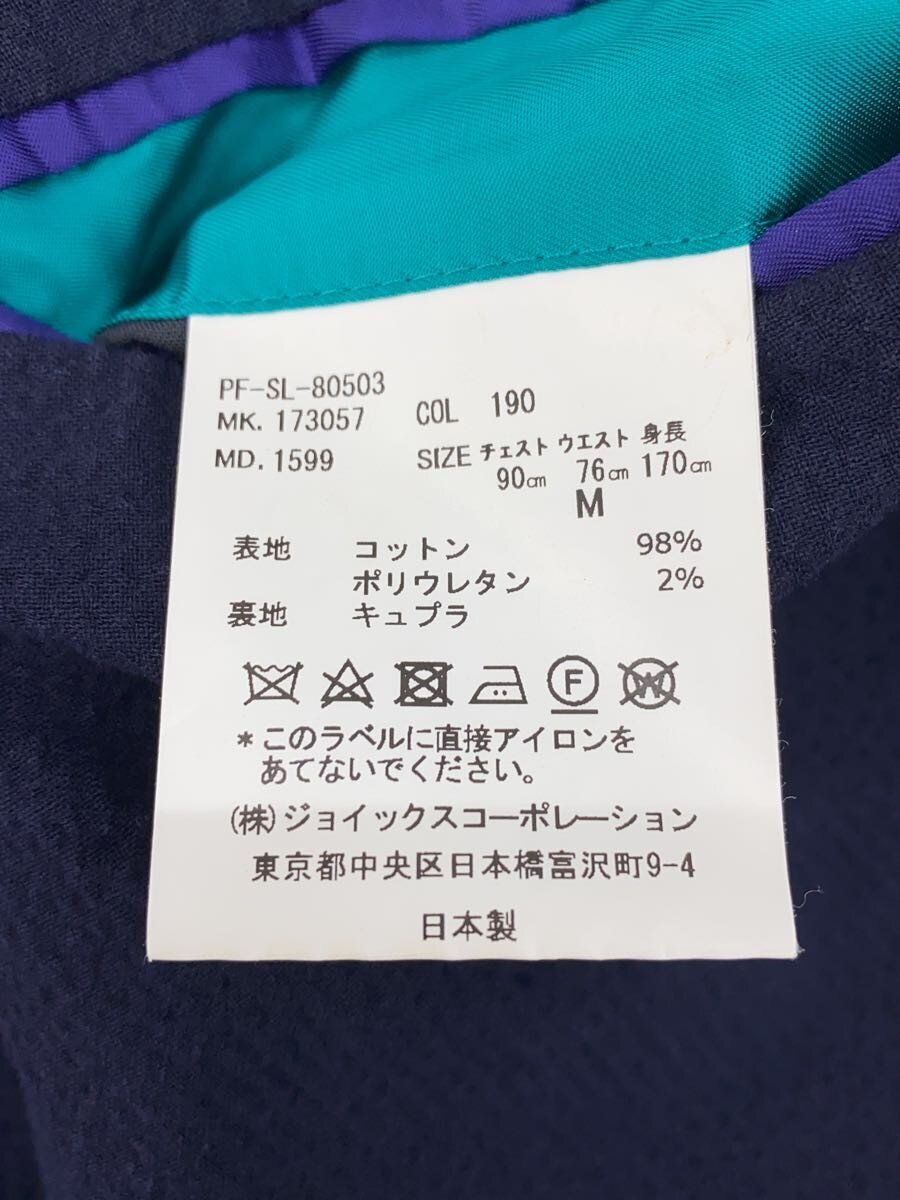 PF-SL-80503
MK. 173057 COL 190
MD. 1599 SIZE チェスト ウエスト 身長
90㎝ 76㎝ 170㎝
M
表地 コットン 98%
ポリウレタン 2%
裏地 キュプラ
F W
*このラベルに直接アイロンを
あてないでください。
(株)ジョイックスコーポレーション
東京都中央区日本橋富沢町9-4
日本製